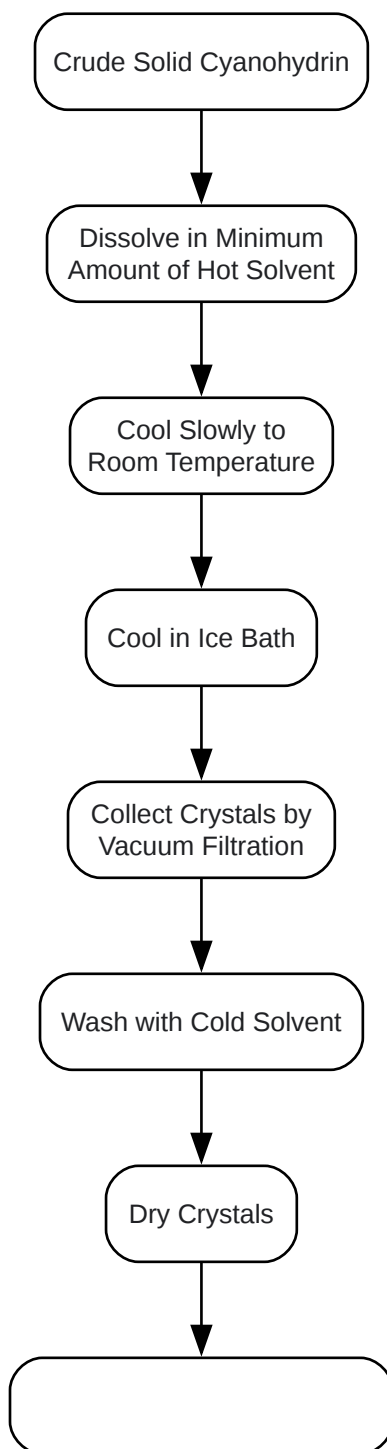 Crude Solid Cyanohydrin
Dissolve in Minimum
Amount of Hot Solvent
Cool Slowly to
Room Temperature
Cool in Ice Bath
Collect Crystals by
Vacuum Filtration
Wash with Cold Solvent
Dry Crystals